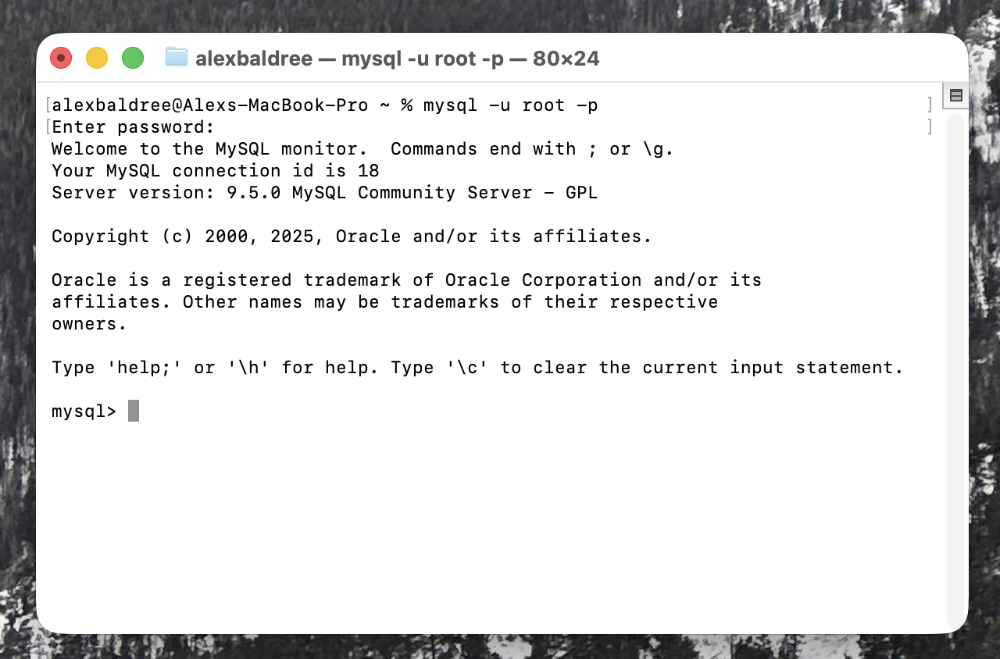 alexbaldree — mysql -u root -p — 80×24
[alexbaldree@Alexs-MacBook-Pro ~ % mysql -u root -p ]
[Enter password: ]
Welcome to the MySQL monitor.  Commands end with ; or \g.
Your MySQL connection id is 18
Server version: 9.5.0 MySQL Community Server - GPL
Copyright (c) 2000, 2025, Oracle and/or its affiliates.
Oracle is a registered trademark of Oracle Corporation and/or its
affiliates. Other names may be trademarks of their respective
owners.
Type 'help;' or '\h' for help. Type '\c' to clear the current input statement.
mysql>